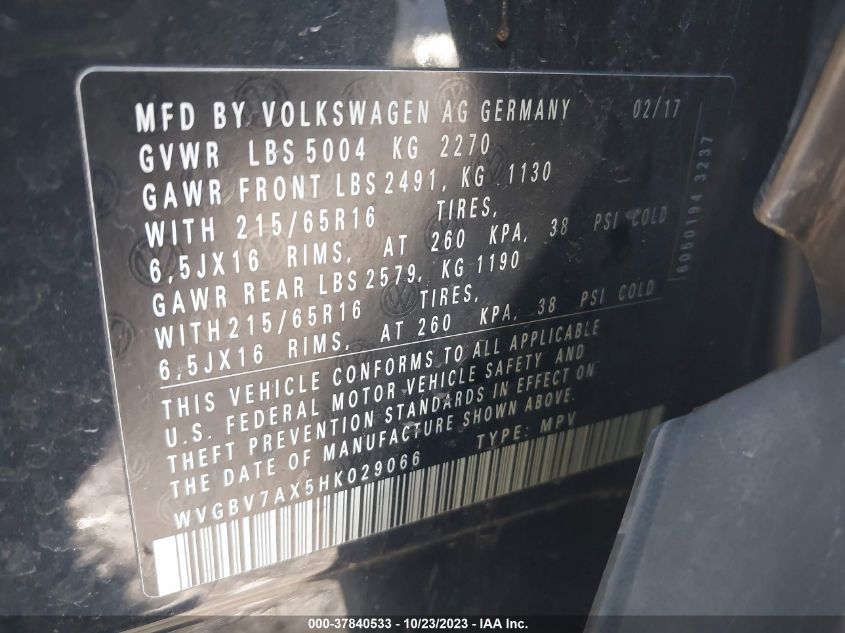 MFD BY VOLKSWAGEN AG GERMANY 02/17
GVWR LBS 5004 KG 2270
GAWR FRONT LBS 2491, KG 1130
WITH 215/65R16 TIRES,
6,5JX16 RIMS, AT 260 KPA, 38 PSI COLD
GAWR REAR LBS 2579, KG 1190
WITH 215/65R16 TIRES,
6,5JX16 RIMS, AT 260 KPA, 38 PSI COLD
THIS VEHICLE CONFORMS TO ALL APPLICABLE
U.S. FEDERAL MOTOR VEHICLE SAFETY AND
THEFT PREVENTION STANDARDS IN EFFECT ON
THE DATE OF MANUFACTURE SHOWN ABOVE.
WVGBV7AX5HK029066 TYPE: MPV
6060194 3237
000-37840533 - 10/23/2023 - IAA Inc.